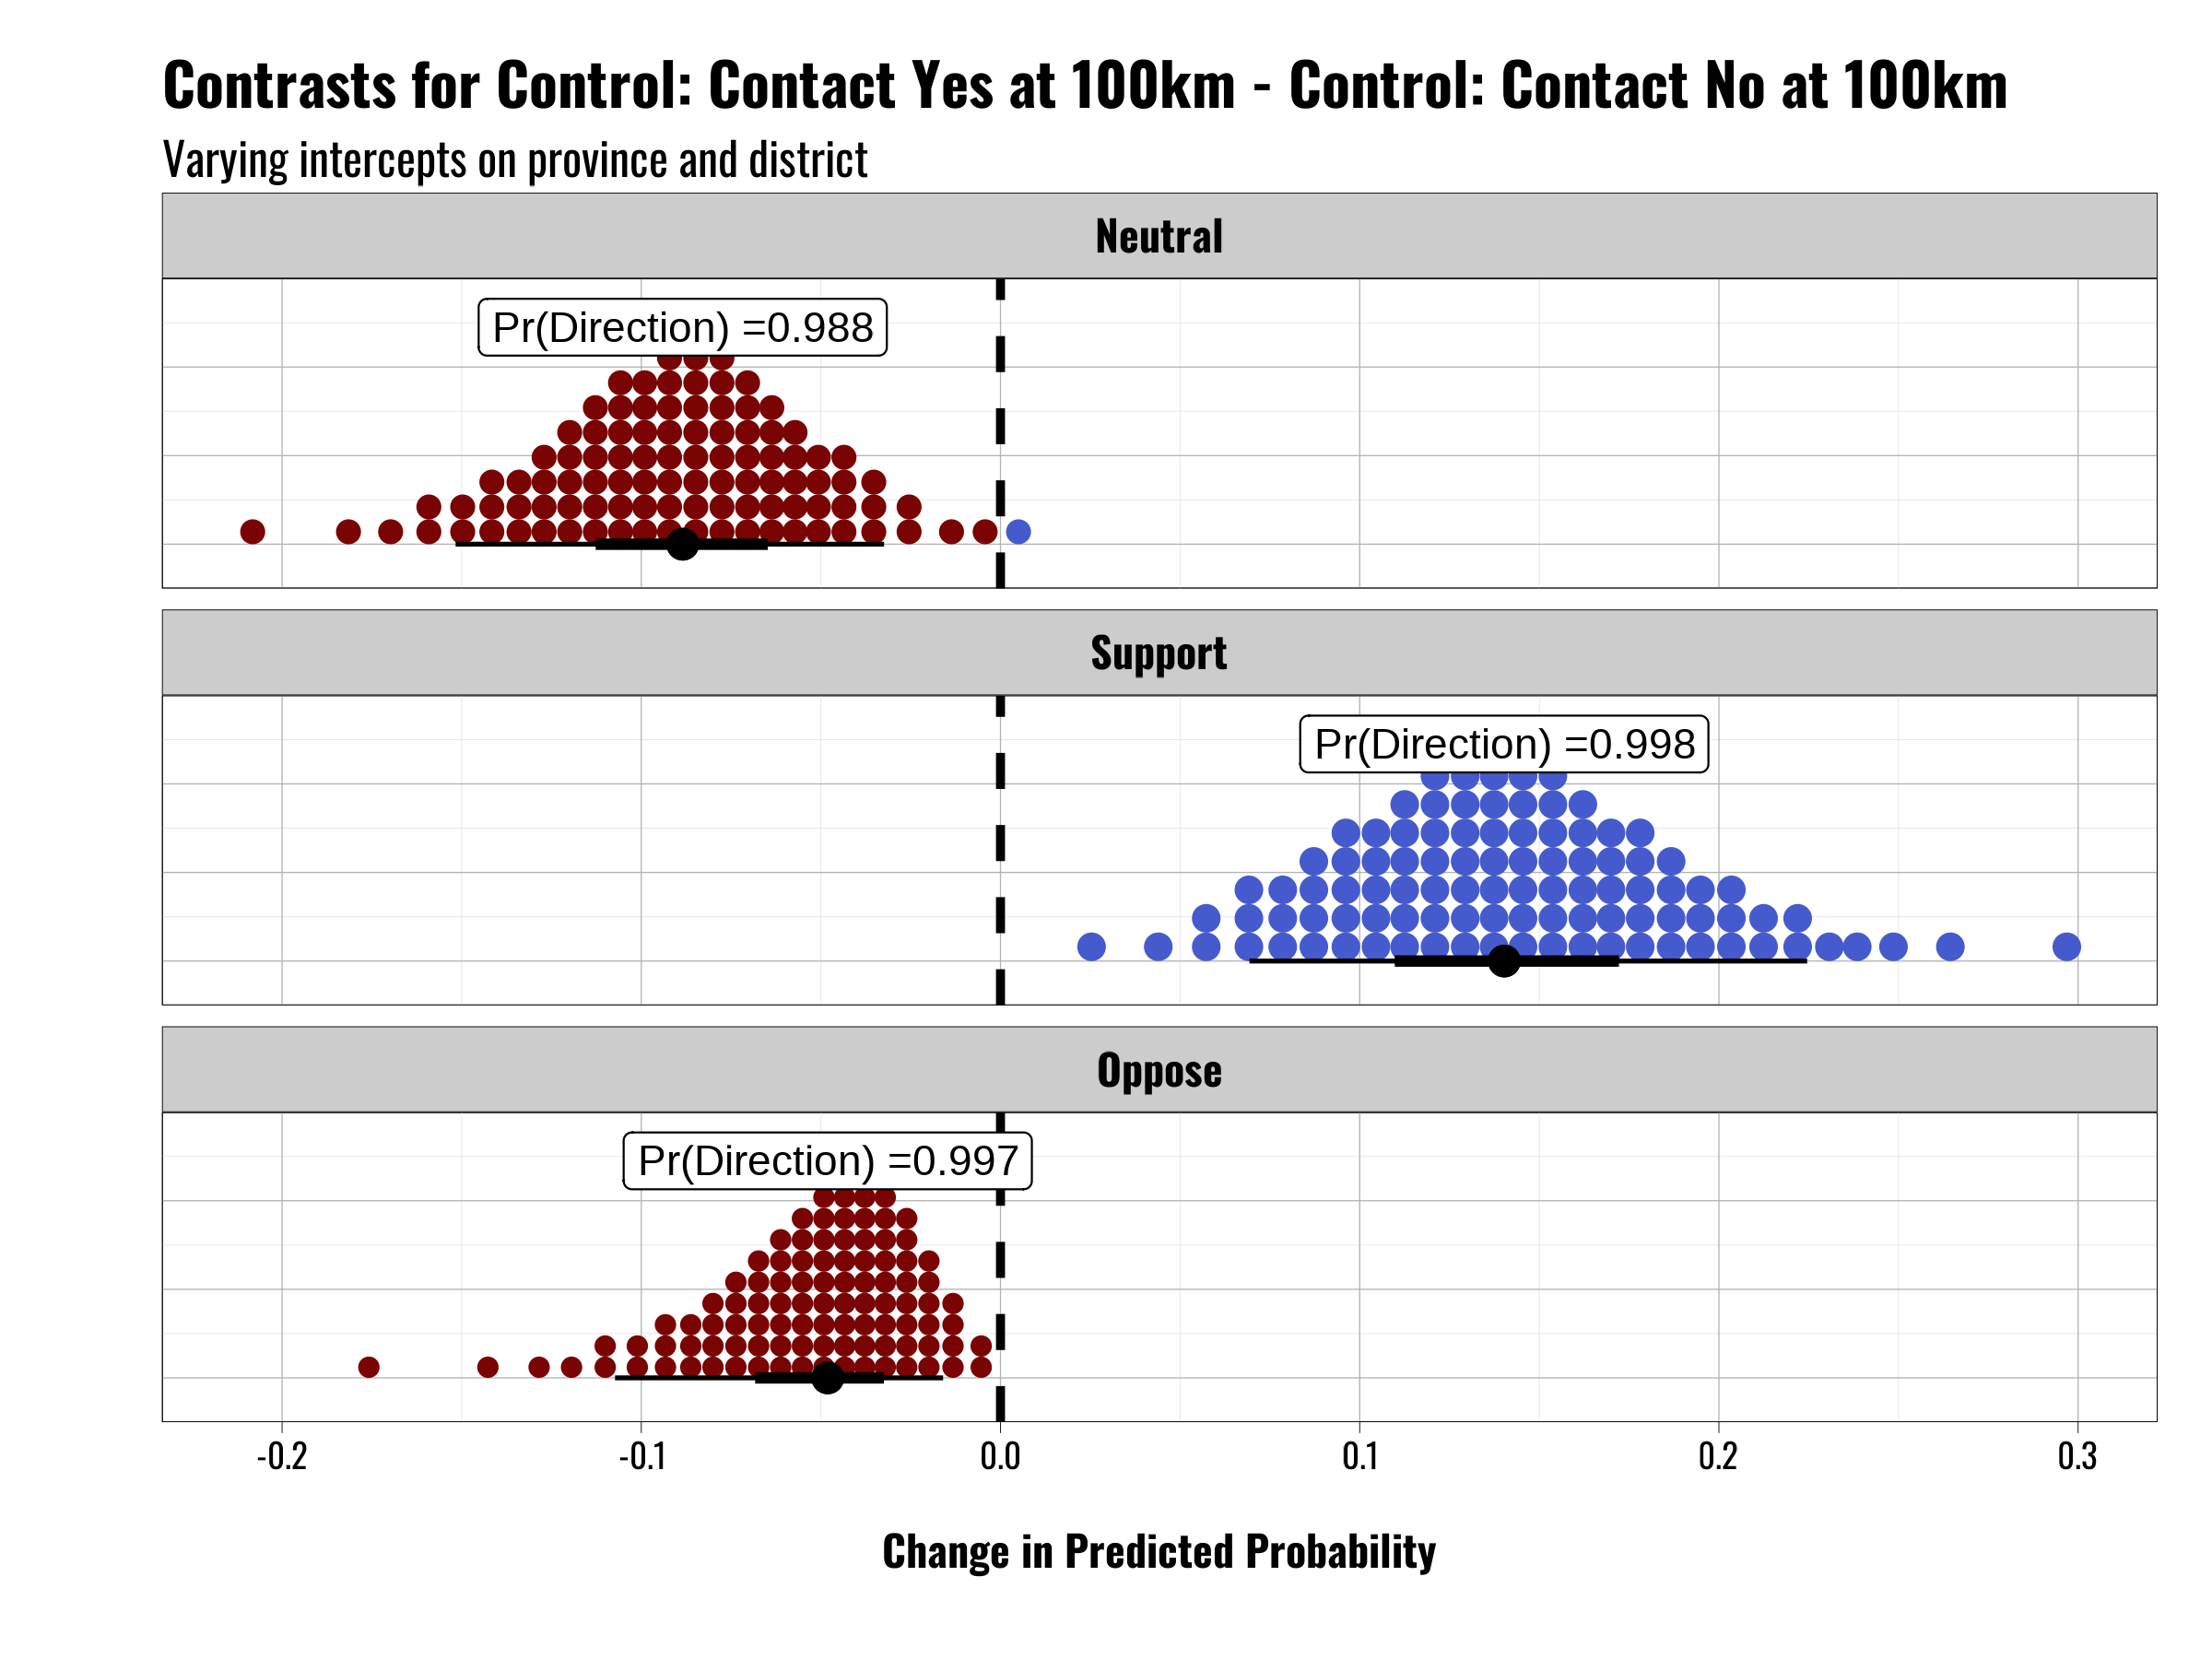 Contrasts for Control: Contact Yes at 100km - Control: Contact No at 100km
Varying intercepts on province and district
Neutral
Pr(Direction) =0.988
Support
Pr(Direction) =0.998
Oppose
Pr(Direction) =0.997
-0.2 -0.1 0.0 0.1 0.2 0.3
Change in Predicted Probability